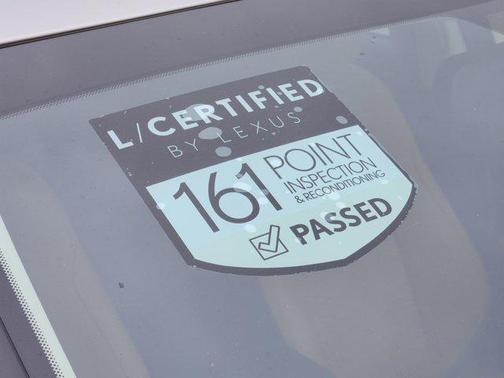 L/CERTIFIED
BY LEXUS
161 POINT
INSPECTION
& RECONDITIONING
PASSED